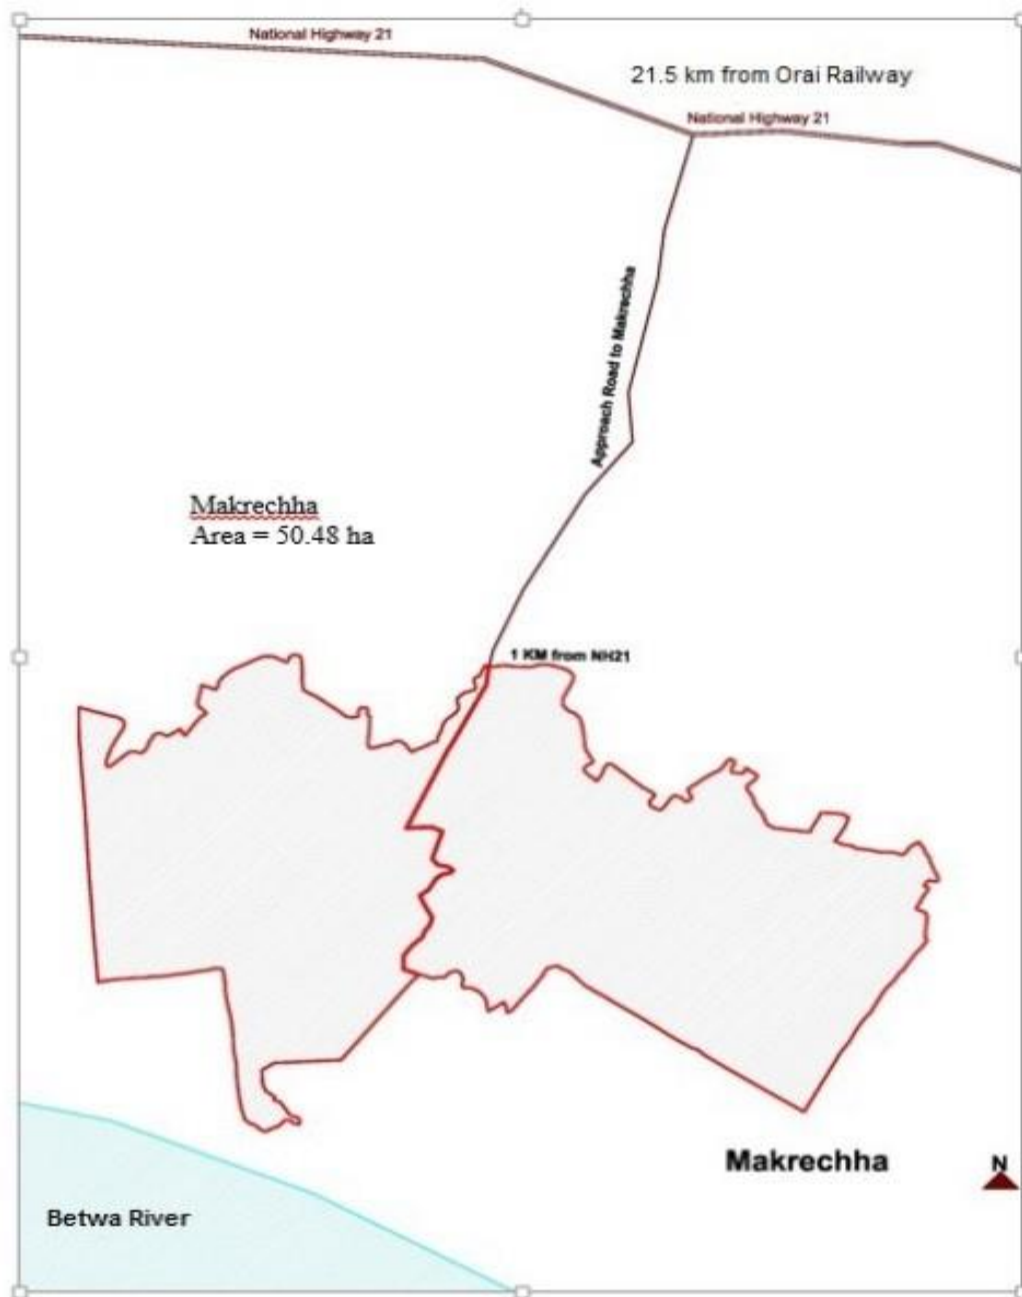 National Highway 21
21.5 km from Orai Railway
National Highway 21
Approach Road to Makrechha
Makrechha
Area = 50.48 ha
1 KM from NH21
Makrechha
N
Betwa River